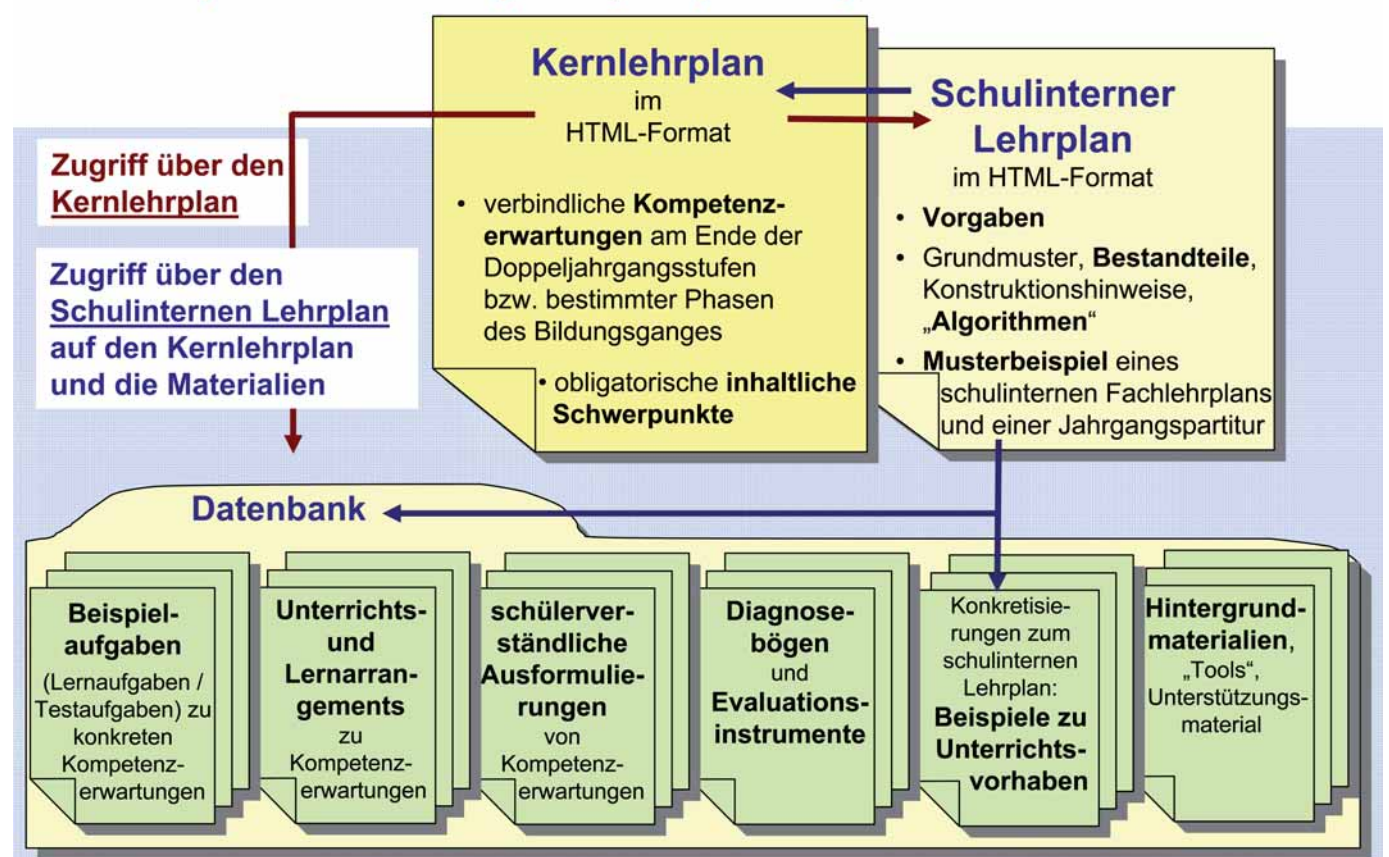 Kernlehrplan
im
HTML-Format
• verbindliche Kompetenz-
erwartungen am Ende der
Doppeljahrgangsstufen
bzw. bestimmter Phasen
des Bildungsganges
• obligatorische inhaltliche
Schwerpunkte
Schulinterner
Lehrplan
im HTML-Format
• Vorgaben
• Grundmuster, Bestandteile,
Konstruktionshinweise,
„Algorithmen“
• Musterbeispiel eines
schulinternen Fachlehrplans
und einer Jahrgangspartitur
Zugriff über den
Kernlehrplan
Zugriff über den
Schulinternen Lehrplan
auf den Kernlehrplan
und die Materialien
Datenbank
Beispiel-
aufgaben
(Lernaufgaben /
Testaufgaben) zu
konkreten
Kompetenz-
erwartungen
Unterrichts-
und
Lernarran-
gements
zu
Kompetenz-
erwartungen
schülerver-
ständliche
Ausformulie-
rungen
von
Kompetenz-
erwartungen
Diagnose-
bögen
und
Evaluations-
instrumente
Konkretisie-
rungen zum
schulinternen
Lehrplan:
Beispiele zu
Unterrichts-
vorhaben
Hintergrund-
materialien,
„Tools“,
Unterstützungs-
material